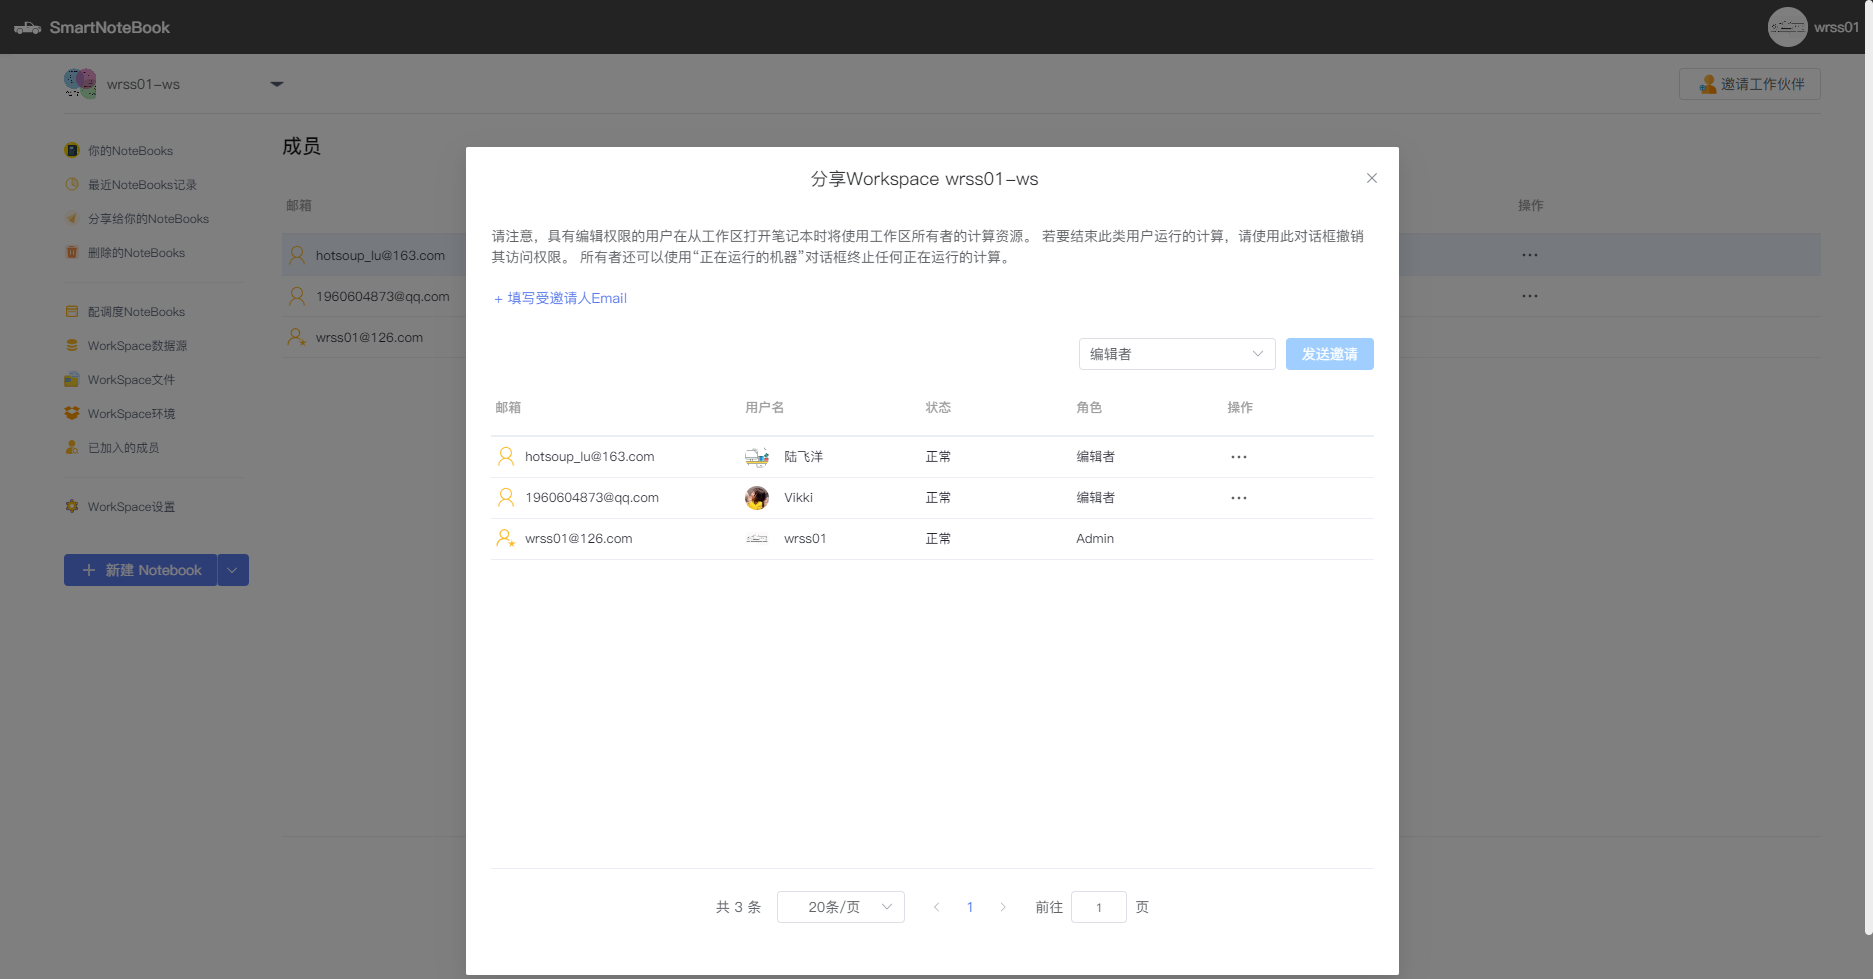 SmartNoteBook
wrss01
wrss01-ws
邀请工作伙伴
你的NoteBooks
最近NoteBooks记录
分享给你的NoteBooks
删除的NoteBooks
配调度NoteBooks
WorkSpace数据源
WorkSpace文件
WorkSpace环境
已加入的成员
WorkSpace设置
新建 Notebook
成员
邮箱
操作
hotsoup_lu@163.com
1960604873@qq.com
wrss01@126.com
分享Workspace wrss01-ws
请注意，具有编辑权限的用户在从工作区打开笔记本时将使用工作区所有者的计算资源。 若要结束此类用户运行的计算，请使用此对话框撤销
其访问权限。 所有者还可以使用“正在运行的机器”对话框终止任何正在运行的计算。
+ 填写受邀请人Email
编辑者
发送邀请
邮箱 用户名 状态 角色 操作
hotsoup_lu@163.com 陆飞洋 正常 编辑者
1960604873@qq.com Vikki 正常 编辑者
wrss01@126.com wrss01 正常 Admin
共 3 条 20条/页 1 前往 1 页